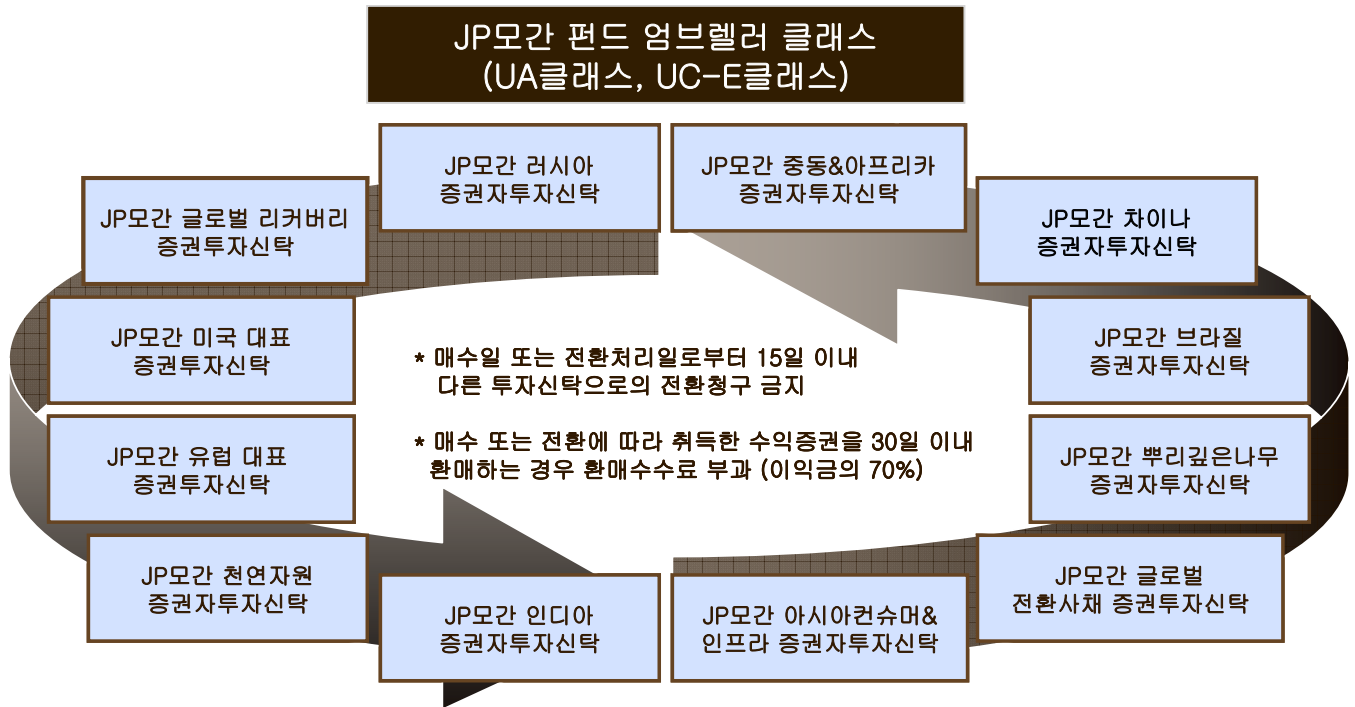 JP모간 펀드 엄브렐러 클래스
(UA클래스, UC-E클래스)
JP모간 러시아
증권자투자신탁
JP모간 중동&아프리카
증권자투자신탁
JP모간 글로벌 리커버리
증권투자신탁
JP모간 차이나
증권자투자신탁
JP모간 미국 대표
증권투자신탁
JP모간 브라질
증권자투자신탁
* 매수일 또는 전환처리일로부터 15일 이내
다른 투자신탁으로의 전환청구 금지
* 매수 또는 전환에 따라 취득한 수익증권을 30일 이내
환매하는 경우 환매수수료 부과 (이익금의 70%)
JP모간 유럽 대표
증권투자신탁
JP모간 뿌리깊은나무
증권자투자신탁
JP모간 천연자원
증권자투자신탁
JP모간 글로벌
전환사채 증권투자신탁
JP모간 인디아
증권자투자신탁
JP모간 아시아컨슈머&
인프라 증권자투자신탁